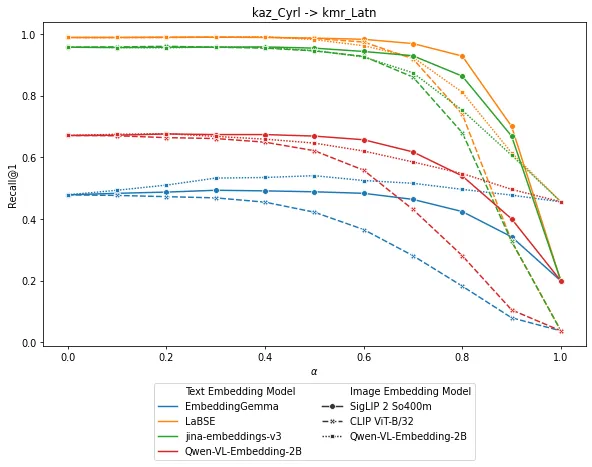 kaz_Cyrl -> kmr_Latn
1.0
0.8
0.6
0.4
0.2
0.0
Recall@1
0.0 0.2 0.4 0.6 0.8 1.0
α
Text Embedding Model Image Embedding Model
EmbeddingGemma SigLIP 2 So400m
LaBSE CLIP ViT-B/32
jina-embeddings-v3 Qwen-VL-Embedding-2B
Qwen-VL-Embedding-2B